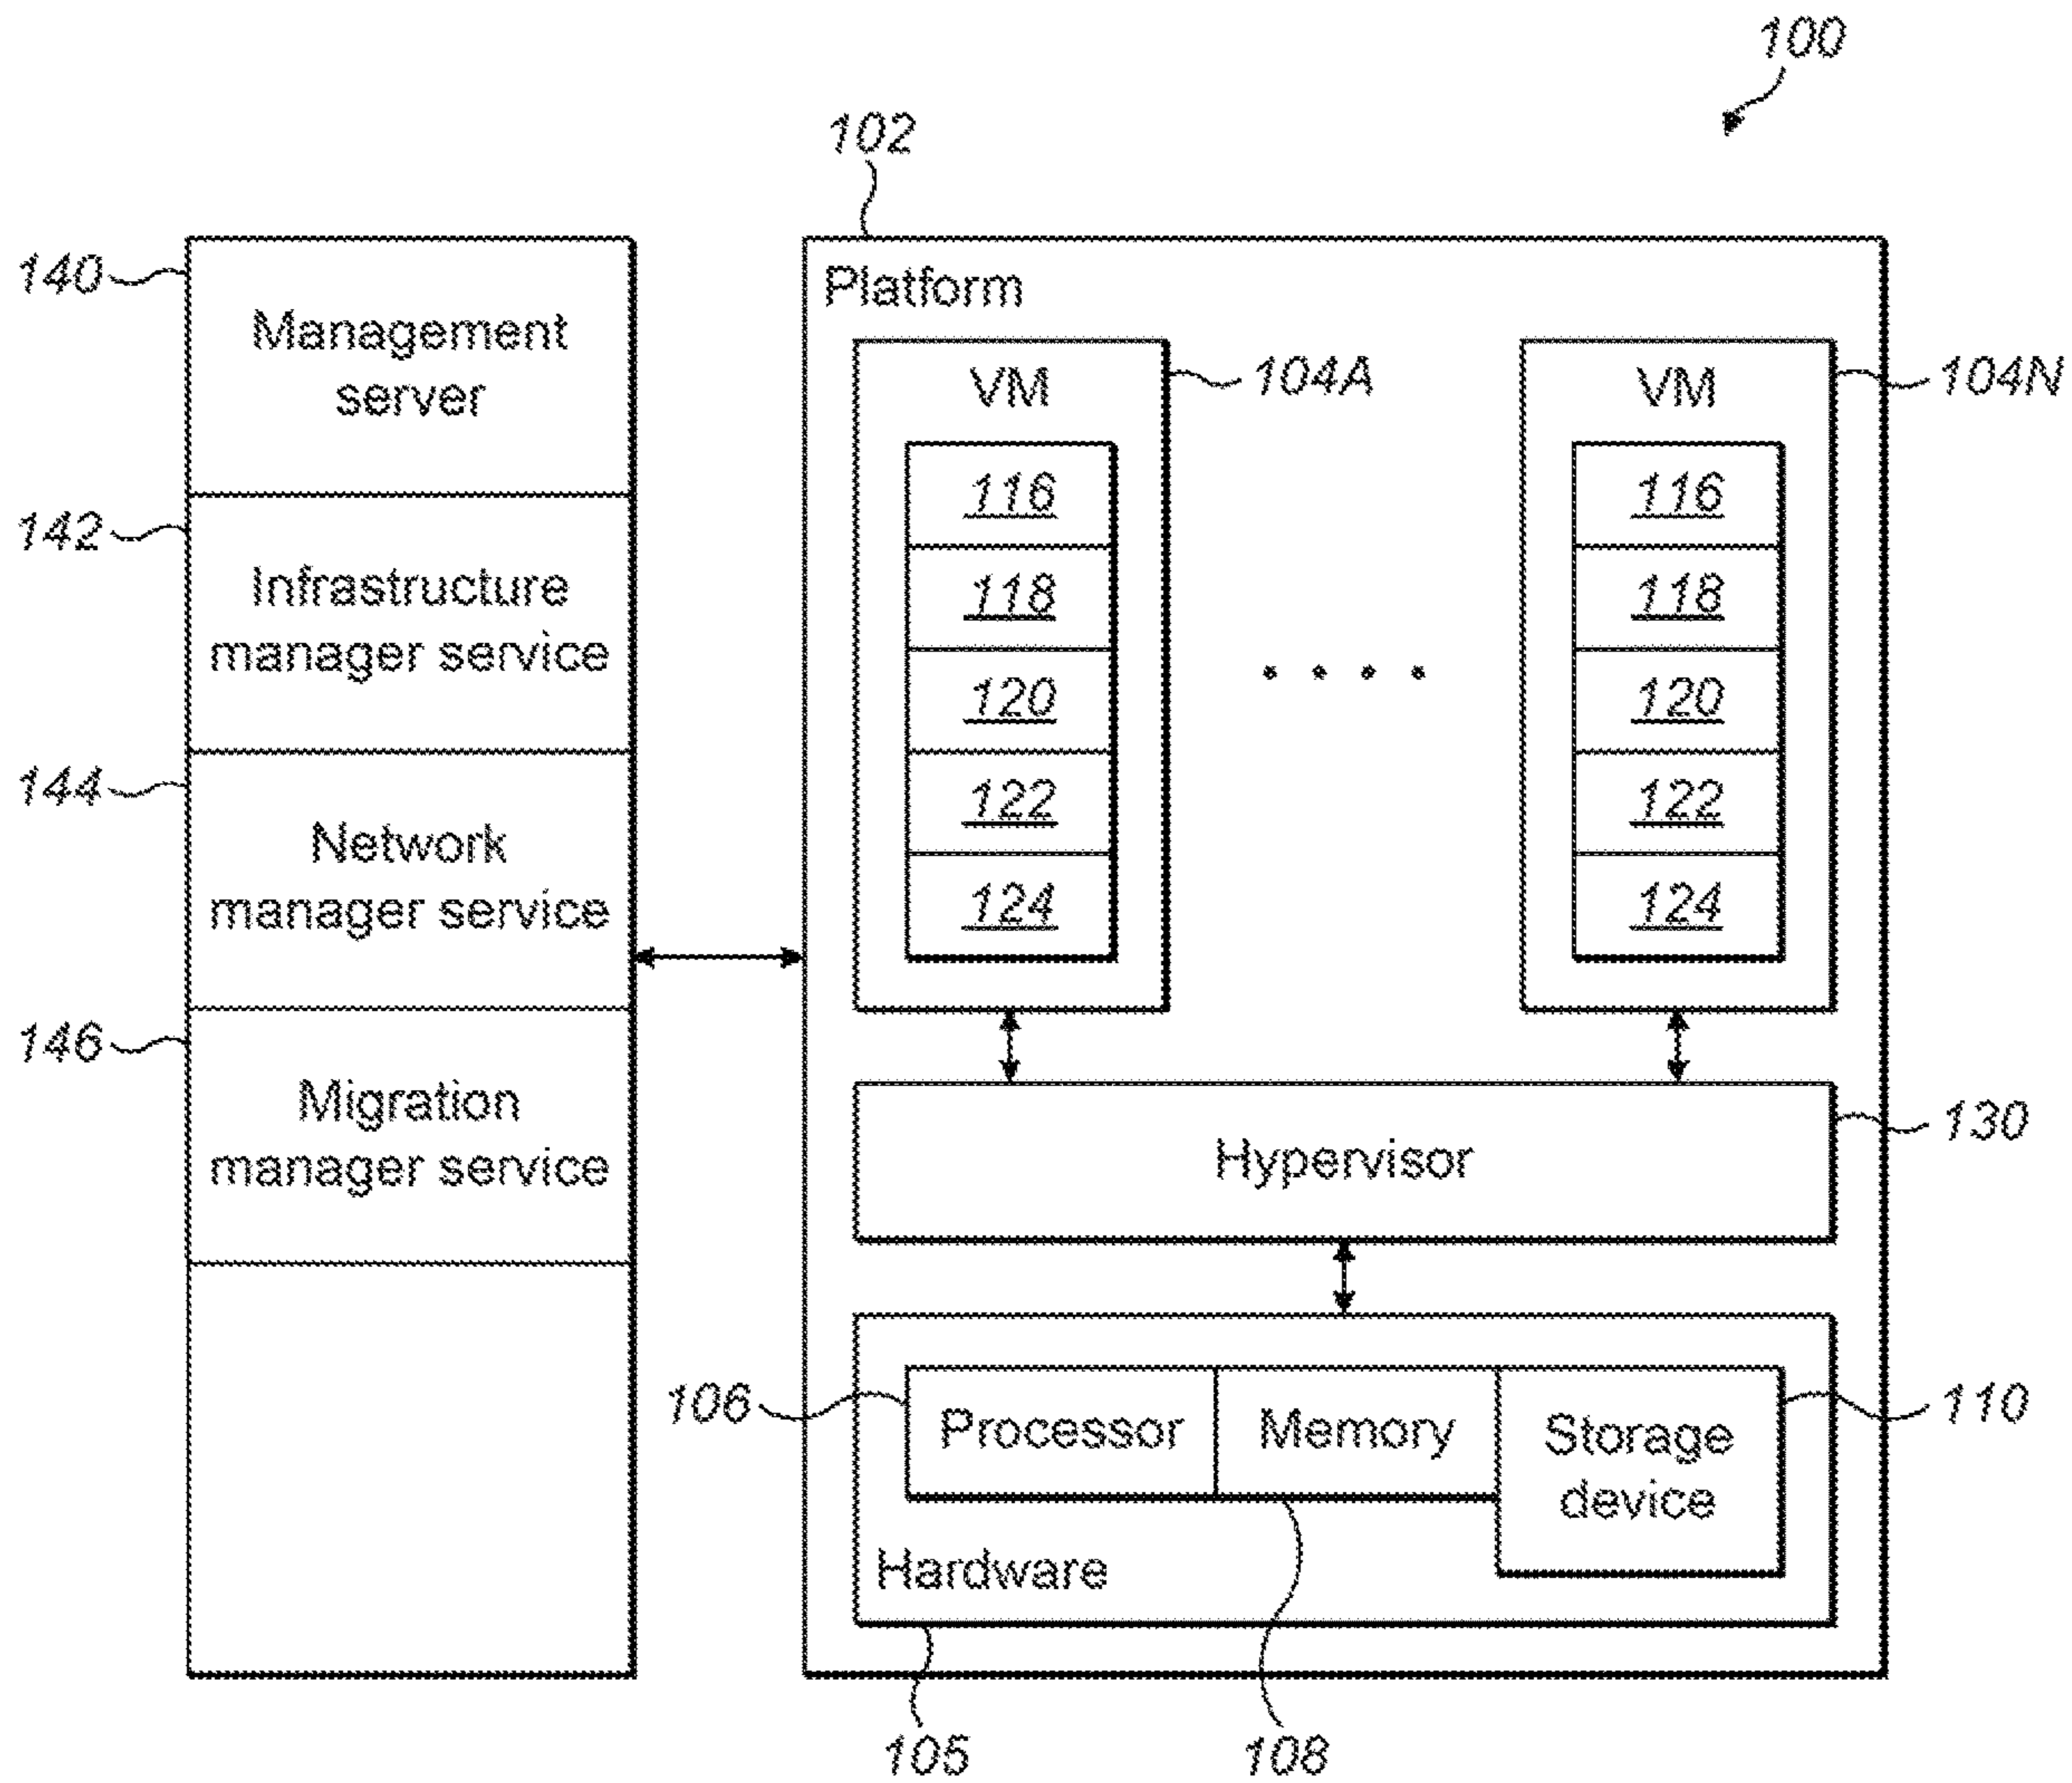 100
102
140
Management
server
142
Infrastructure
manager service
144
Network
manager service
146
Migration
manager service
Platform
VM
104A
116
118
120
122
124
. . . .
VM
104N
116
118
120
122
124
Hypervisor
130
106
Processor
Memory
Storage
device
110
Hardware
105
108